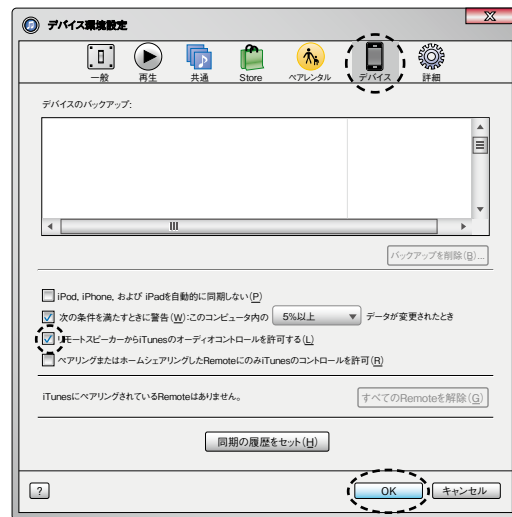 デバイス環境設定
一般 再生 共通 Store ペアレンタル デバイス 詳細
デバイスのバックアップ:
バックアップを削除(B)...
iPod, iPhone, および iPadを自動的に同期しない(P)
次の条件を満たすときに警告(W):このコンピュータ内の 5%以上 データが変更されたとき
リモートスピーカーからiTunesのオーディオコントロールを許可する(L)
ペアリングまたはホームシェアリングしたRemoteにのみiTunesのコントロールを許可(R)
iTunesにペアリングされているRemoteはありません。 すべてのRemoteを解除(G)
同期の履歴をセット(H)
? OK キャンセル